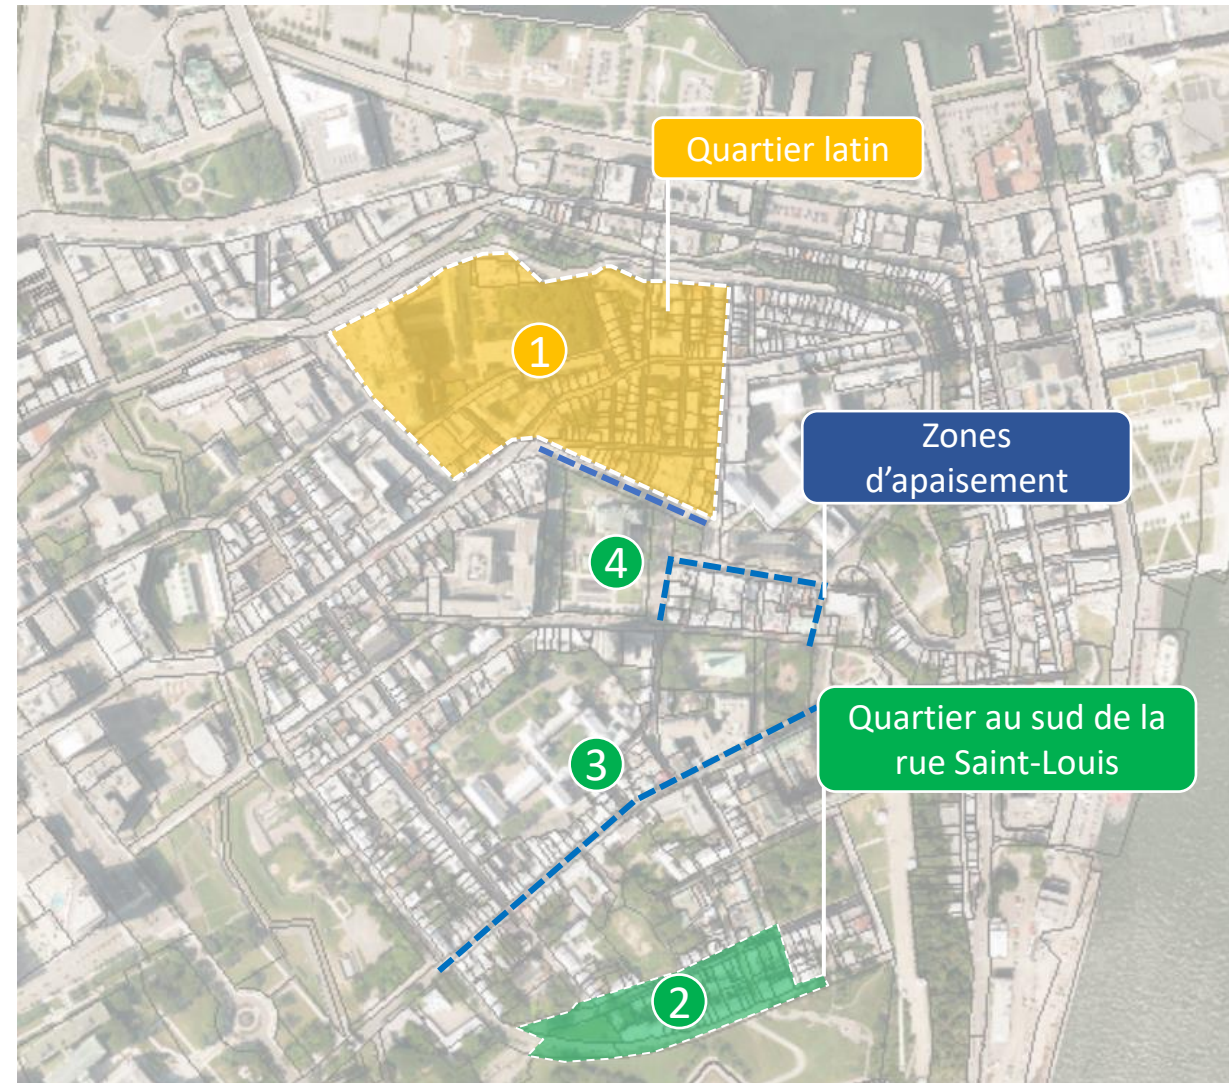 Quartier latin
1
Zones
d’apaisement
4
Quartier au sud de la
rue Saint-Louis
3
2